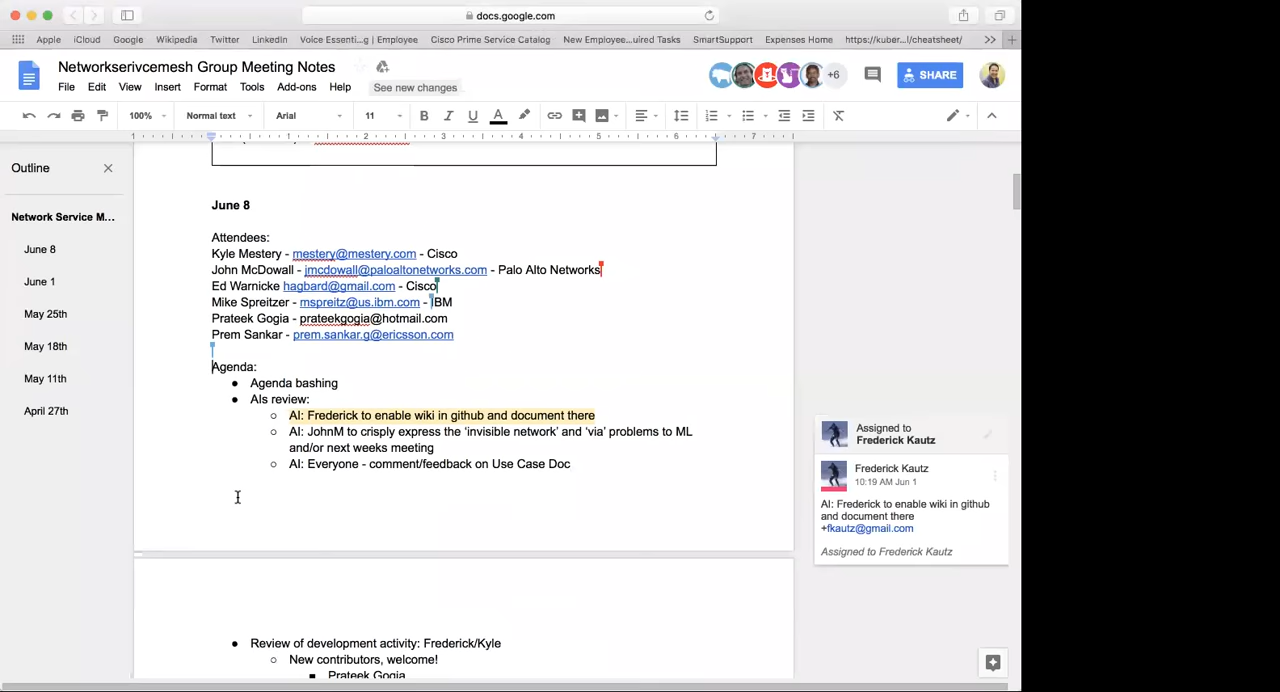 docs.google.com
Apple iCloud Google Wikipedia Twitter LinkedIn Voice Essenti...g | Employee Cisco Prime Service Catalog New Employee...uired Tasks SmartSupport Expenses Home https://kuber...l/cheatsheet/
Networkserivcemesh Group Meeting Notes
File Edit View Insert Format Tools Add-ons Help See new changes
+6 SHARE
100% Normal text Arial 11
1 1 2 3 4 5 6 7
Outline
Network Service M...
June 8
June 1
May 25th
May 18th
May 11th
April 27th
June 8
Attendees:
Kyle Mestery - mestery@mestery.com - Cisco
John McDowall - jmcdowall@paloaltonetworks.com - Palo Alto Networks
Ed Warnicke hagbard@gmail.com - Cisco
Mike Spreitzer - mspreitz@us.ibm.com - IBM
Prateek Gogia - prateekgogia@hotmail.com
Prem Sankar - prem.sankar.g@ericsson.com
Agenda:
● Agenda bashing
● AIs review:
○ AI: Frederick to enable wiki in github and document there
○ AI: JohnM to crisply express the ‘invisible network’ and ‘via’ problems to ML
and/or next weeks meeting
○ AI: Everyone - comment/feedback on Use Case Doc
● Review of development activity: Frederick/Kyle
○ New contributors, welcome!
■ Prateek Gogia
Assigned to
Frederick Kautz
Frederick Kautz
10:19 AM Jun 1
AI: Frederick to enable wiki in github
and document there
+fkautz@gmail.com
Assigned to Frederick Kautz